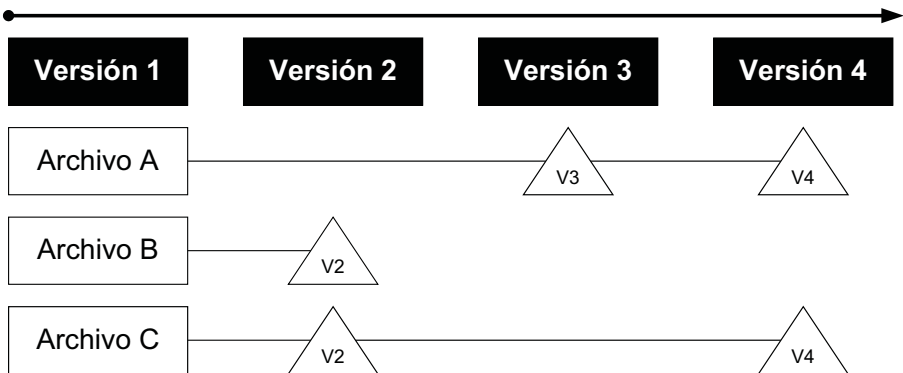 Versión 1 Versión 2 Versión 3 Versión 4
Archivo A V3 V4
Archivo B V2
Archivo C V2 V4